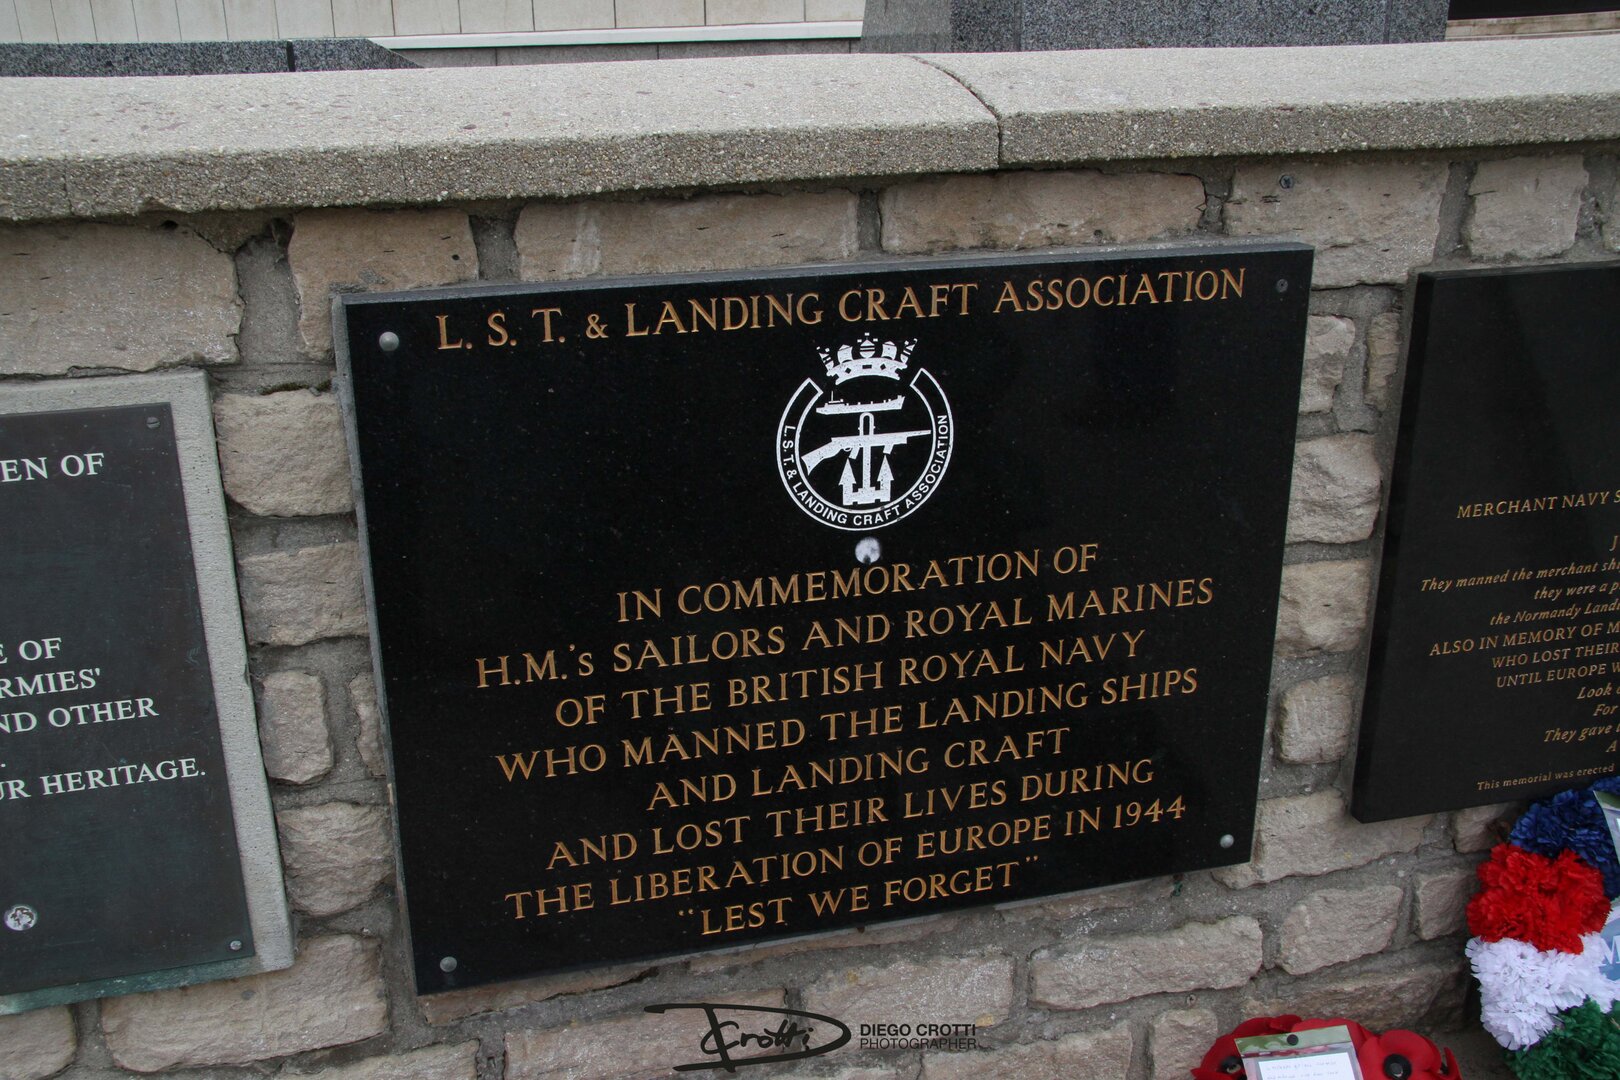 L. S. T. & LANDING CRAFT ASSOCIATION
L.S.T. & LANDING CRAFT ASSOCIATION
IN COMMEMORATION OF
H.M.'s SAILORS AND ROYAL MARINES
OF THE BRITISH ROYAL NAVY
WHO MANNED THE LANDING SHIPS
AND LANDING CRAFT
AND LOST THEIR LIVES DURING
THE LIBERATION OF EUROPE IN 1944
"LEST WE FORGET"
EN OF
E OF
RMIES'
ND OTHER
UR HERITAGE.
MERCHANT NAVY S
J
They manned the merchant shi
they were a p
the Normandy Land
ALSO IN MEMORY OF M
WHO LOST THEIR
UNTIL EUROPE
Look
For
They gave
A
This memorial was erected
Crotti
DIEGO CROTTI
PHOTOGRAPHER